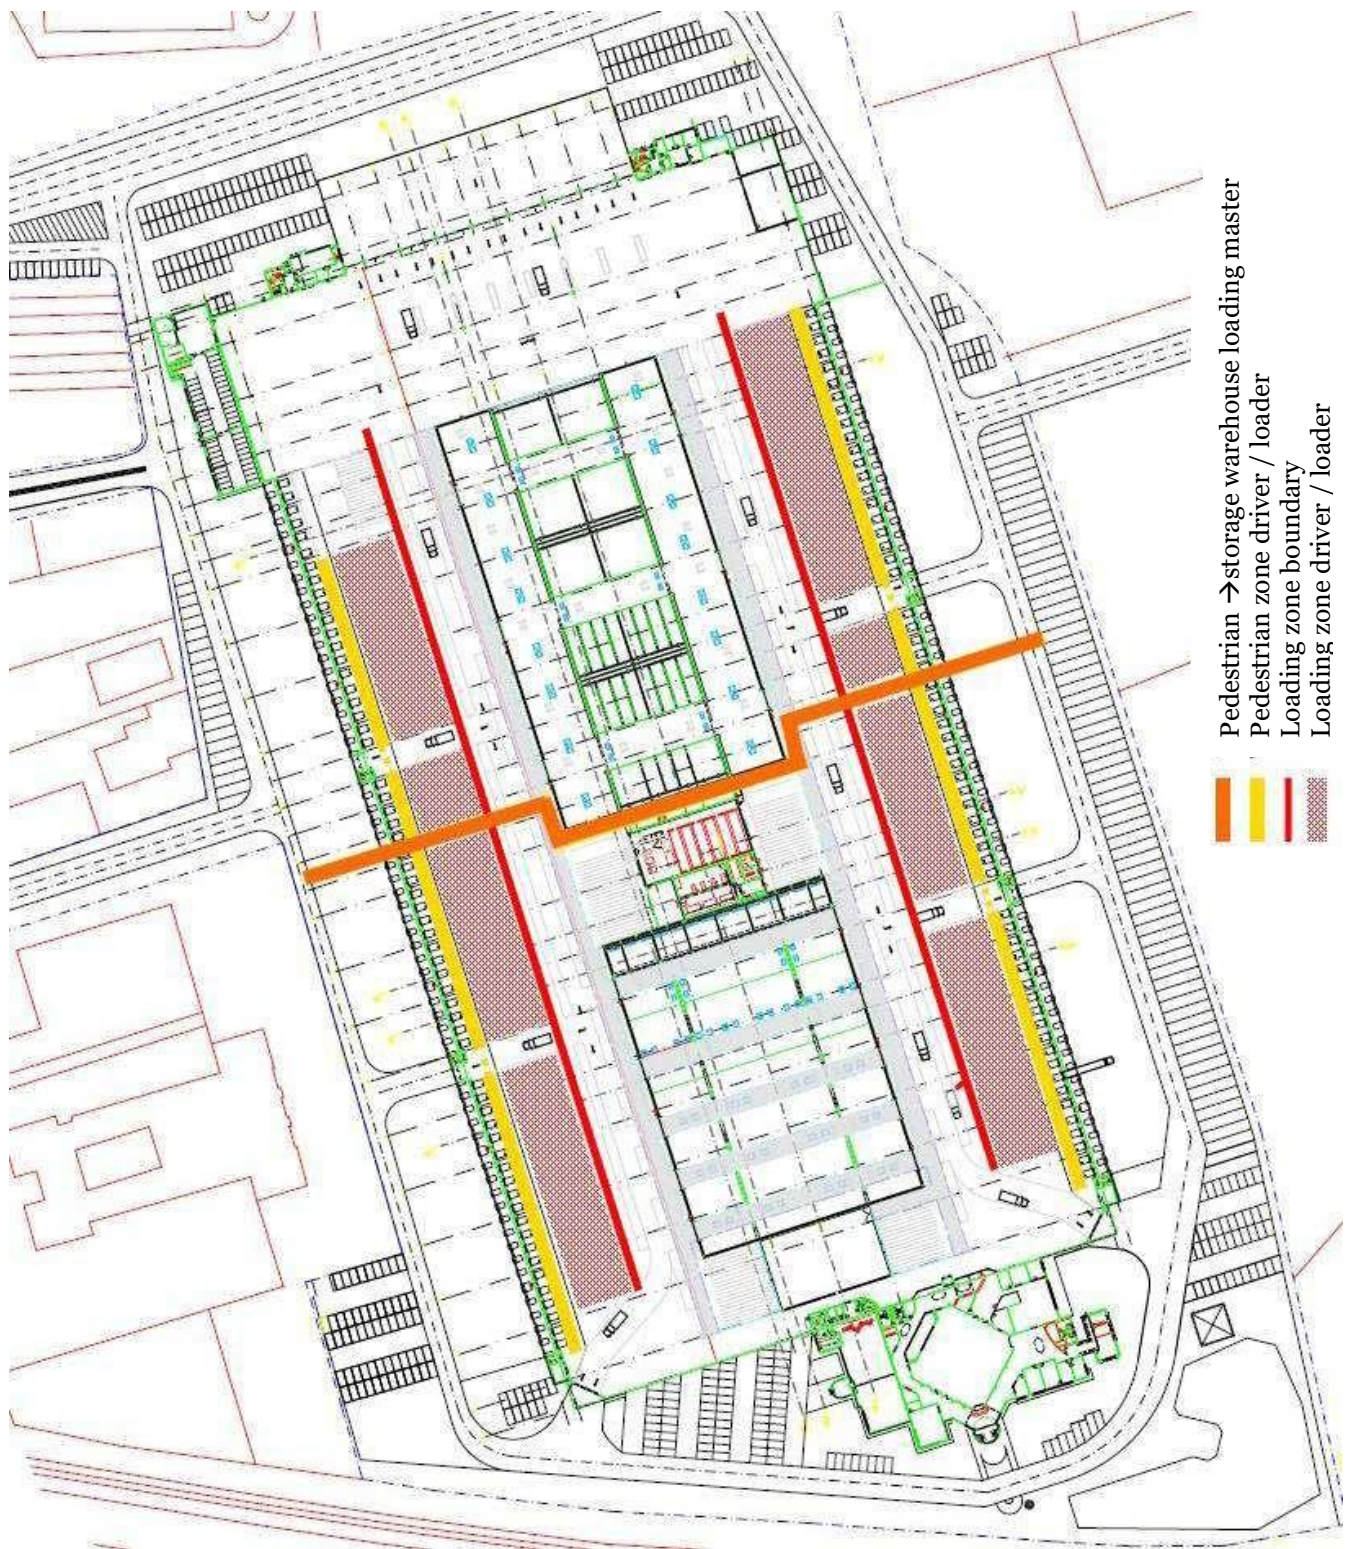 Pedestrian →storage warehouse loading master
Pedestrian zone driver / loader
Loading zone boundary
Loading zone driver / loader